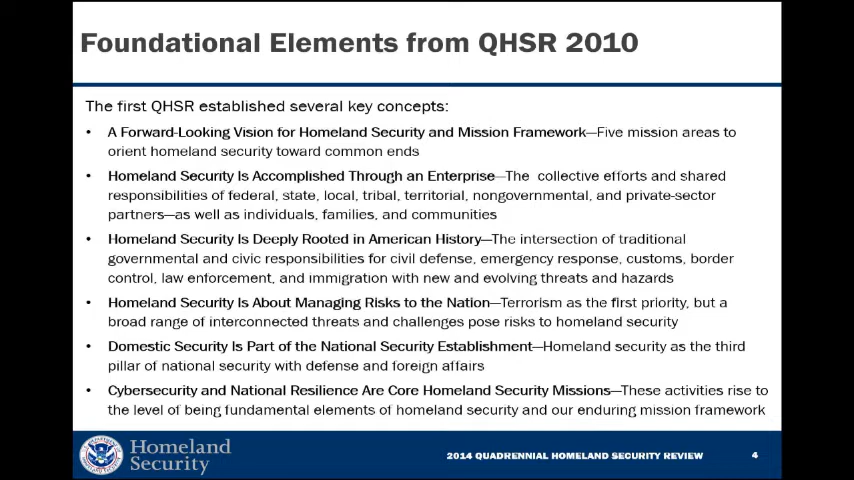 Foundational Elements from QHSR 2010
The first QHSR established several key concepts:
• A Forward-Looking Vision for Homeland Security and Mission Framework—Five mission areas to
orient homeland security toward common ends
• Homeland Security Is Accomplished Through an Enterprise—The collective efforts and shared
responsibilities of federal, state, local, tribal, territorial, nongovernmental, and private-sector
partners—as well as individuals, families, and communities
• Homeland Security Is Deeply Rooted in American History—The intersection of traditional
governmental and civic responsibilities for civil defense, emergency response, customs, border
control, law enforcement, and immigration with new and evolving threats and hazards
• Homeland Security Is About Managing Risks to the Nation—Terrorism as the first priority, but a
broad range of interconnected threats and challenges pose risks to homeland security
• Domestic Security Is Part of the National Security Establishment—Homeland security as the third
pillar of national security with defense and foreign affairs
• Cybersecurity and National Resilience Are Core Homeland Security Missions—These activities rise to
the level of being fundamental elements of homeland security and our enduring mission framework
Homeland
Security
2014 QUADRENNIAL HOMELAND SECURITY REVIEW 4